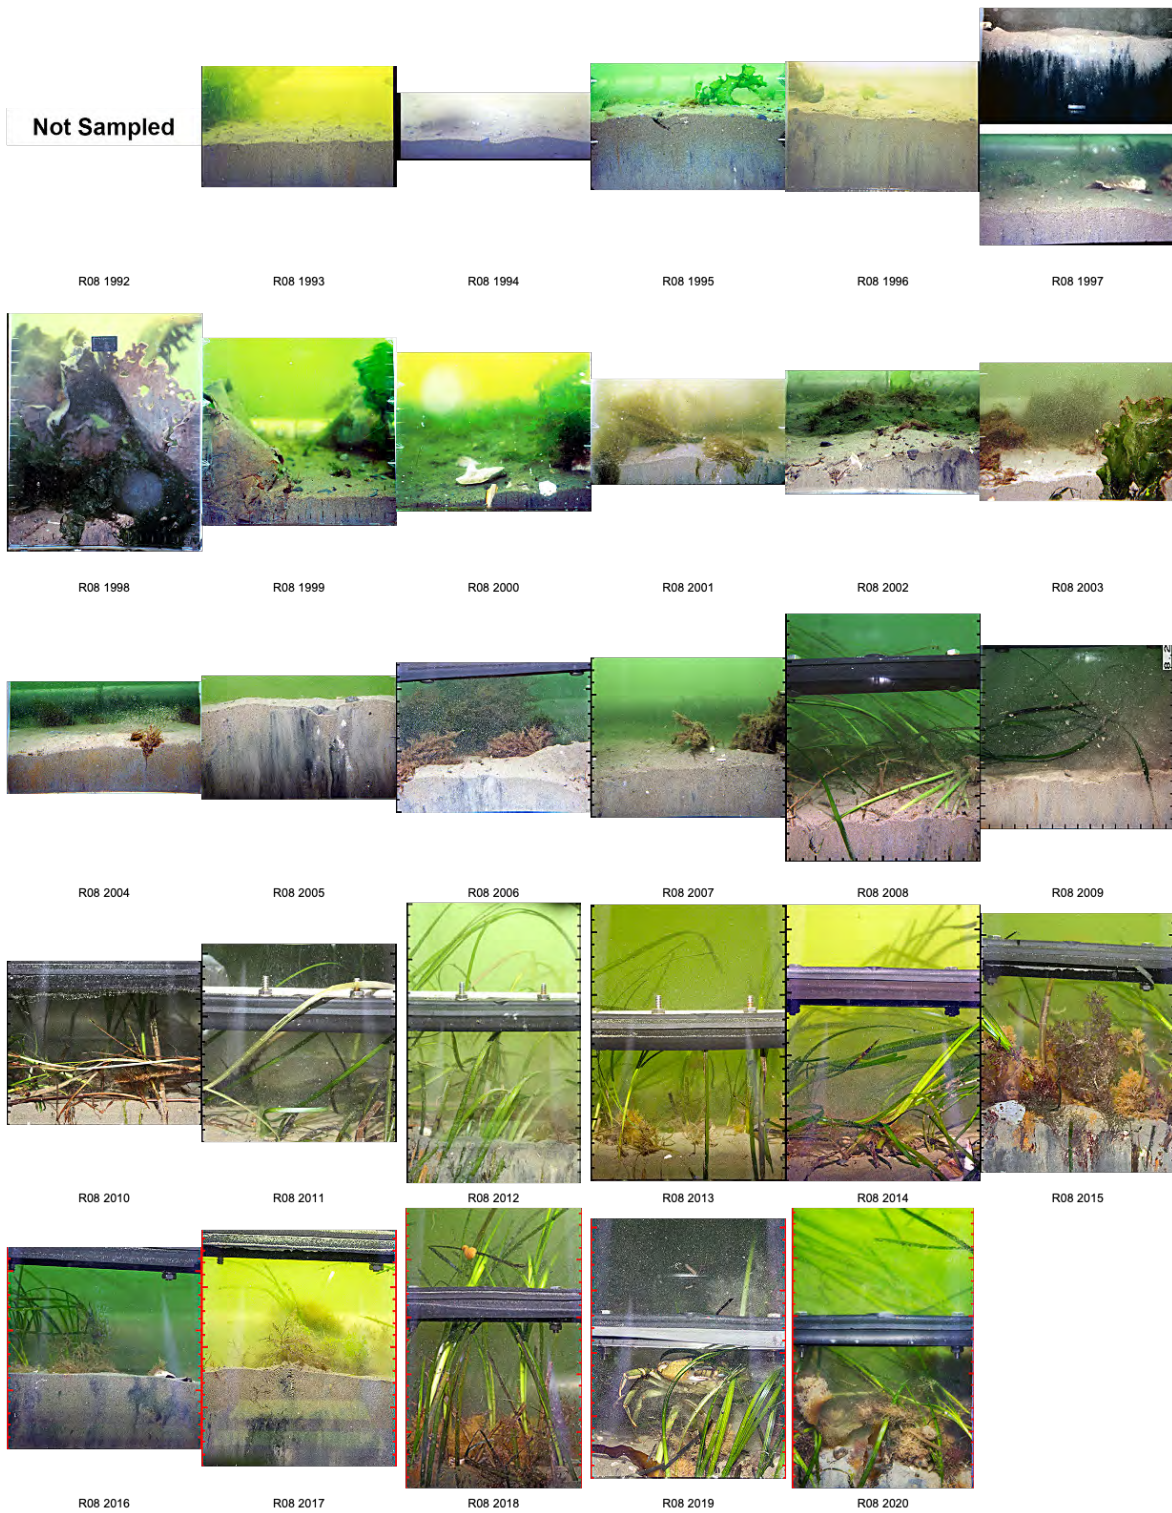 Not Sampled
R08 1992
R08 1993
R08 1994
R08 1995
R08 1996
R08 1997
R08 1998
R08 1999
R08 2000
R08 2001
R08 2002
R08 2003
8.2
R08 2004
R08 2005
R08 2006
R08 2007
R08 2008
R08 2009
R08 2010
R08 2011
R08 2012
R08 2013
R08 2014
R08 2015
R08 2016
R08 2017
R08 2018
R08 2019
R08 2020